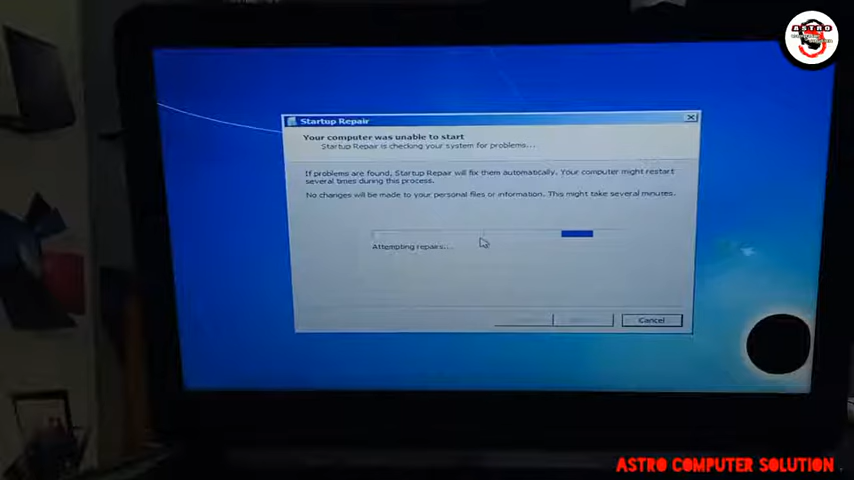 ASTRO
Startup Repair
Your computer was unable to start
Startup Repair is checking your system for problems...
If problems are found, Startup Repair will fix them automatically. Your computer might restart
several times during this process.
No changes will be made to your personal files or information. This might take several minutes.
Attempting repairs...
Cancel
ASTRO COMPUTER SOLUTION .